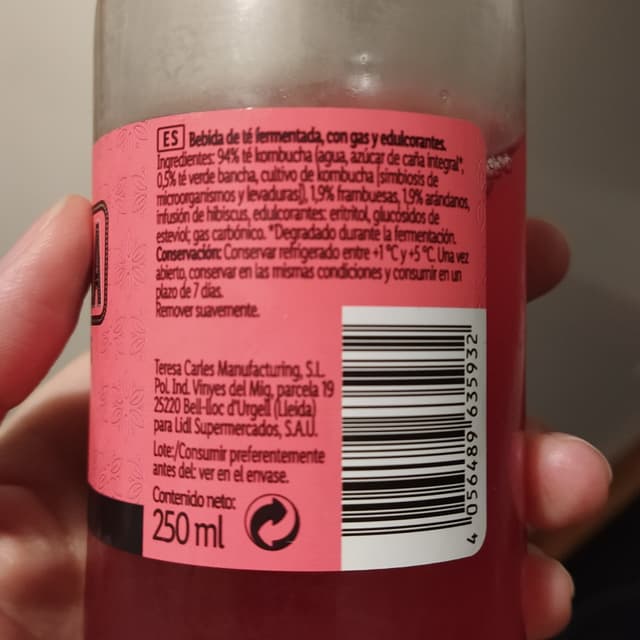 ES Bebida de té fermentada, con gas y edulcorantes.
Ingredientes: 94% té kombucha (agua, azúcar de caña integral*,
0,5% té verde bancha, cultivo de kombucha [simbiosis de
microorganismos y levaduras]), 1,9% frambuesas, 1,9% arándanos,
infusión de hibiscus, edulcorantes: eritritol, glucósidos de
esteviol; gas carbónico. *Degradado durante la fermentación.
Conservación: Conservar refrigerado entre +1 °C y +5 °C. Una vez
abierto, conservar en las mismas condiciones y consumir en un
plazo de 7 días.
Remover suavemente.
Teresa Carles Manufacturing, S.L.
Pol. Ind. Vinyes del Mig, parcela 19
25220 Bell-lloc d'Urgell (Lleida)
para Lidl Supermercados, S.A.U.
Lote:/Consumir preferentemente
antes del: ver en el envase.
Contenido neto:
250 ml
4 056489 635932
A